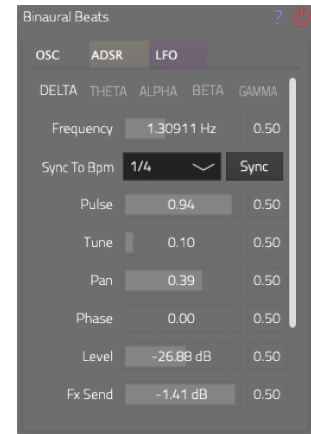 Binaural Beats ?
OSC ADSR LFO
DELTA THETA ALPHA BETA GAMMA
Frequency 1.30911 Hz 0.50
Sync To Bpm 1/4 Sync
Pulse 0.94 0.50
Tune 0.10 0.50
Pan 0.39 0.50
Phase 0.00 0.50
Level -26.88 dB 0.50
Fx Send -1.41 dB 0.50